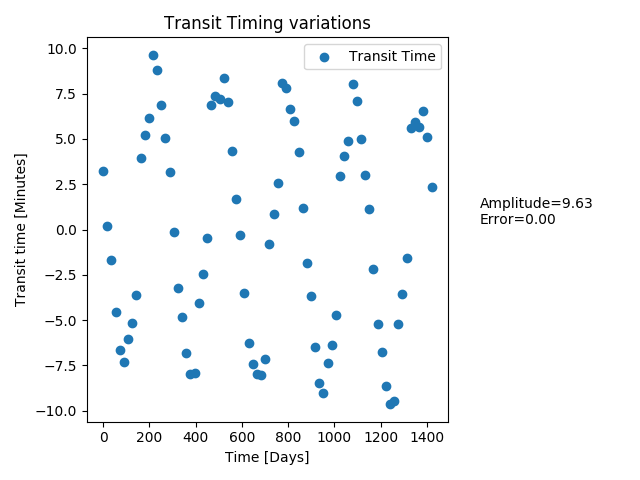 Transit Timing variations
Transit Time
10.0
7.5
5.0
2.5
0.0
−2.5
−5.0
−7.5
−10.0
Transit time [Minutes]
0 200 400 600 800 1000 1200 1400
Time [Days]
Amplitude=9.63
Error=0.00